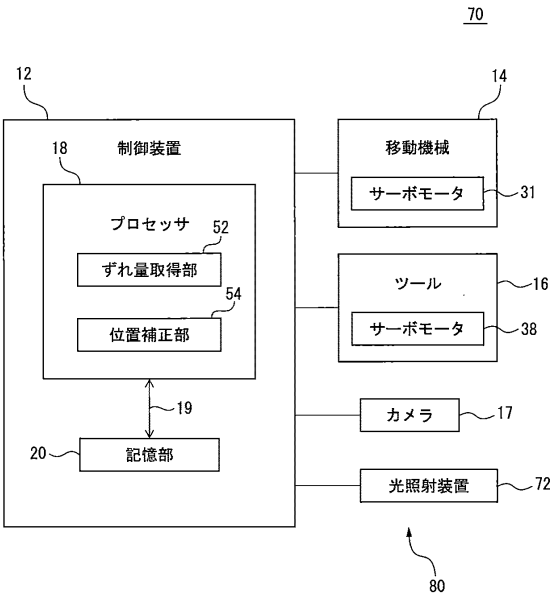 70
12
14
制御装置
移動機械
18
サーボモータ
31
プロセッサ
52
ずれ量取得部
ツール
16
54
サーボモータ
38
位置補正部
19
カメラ
17
20
記憶部
光照射装置
72
80